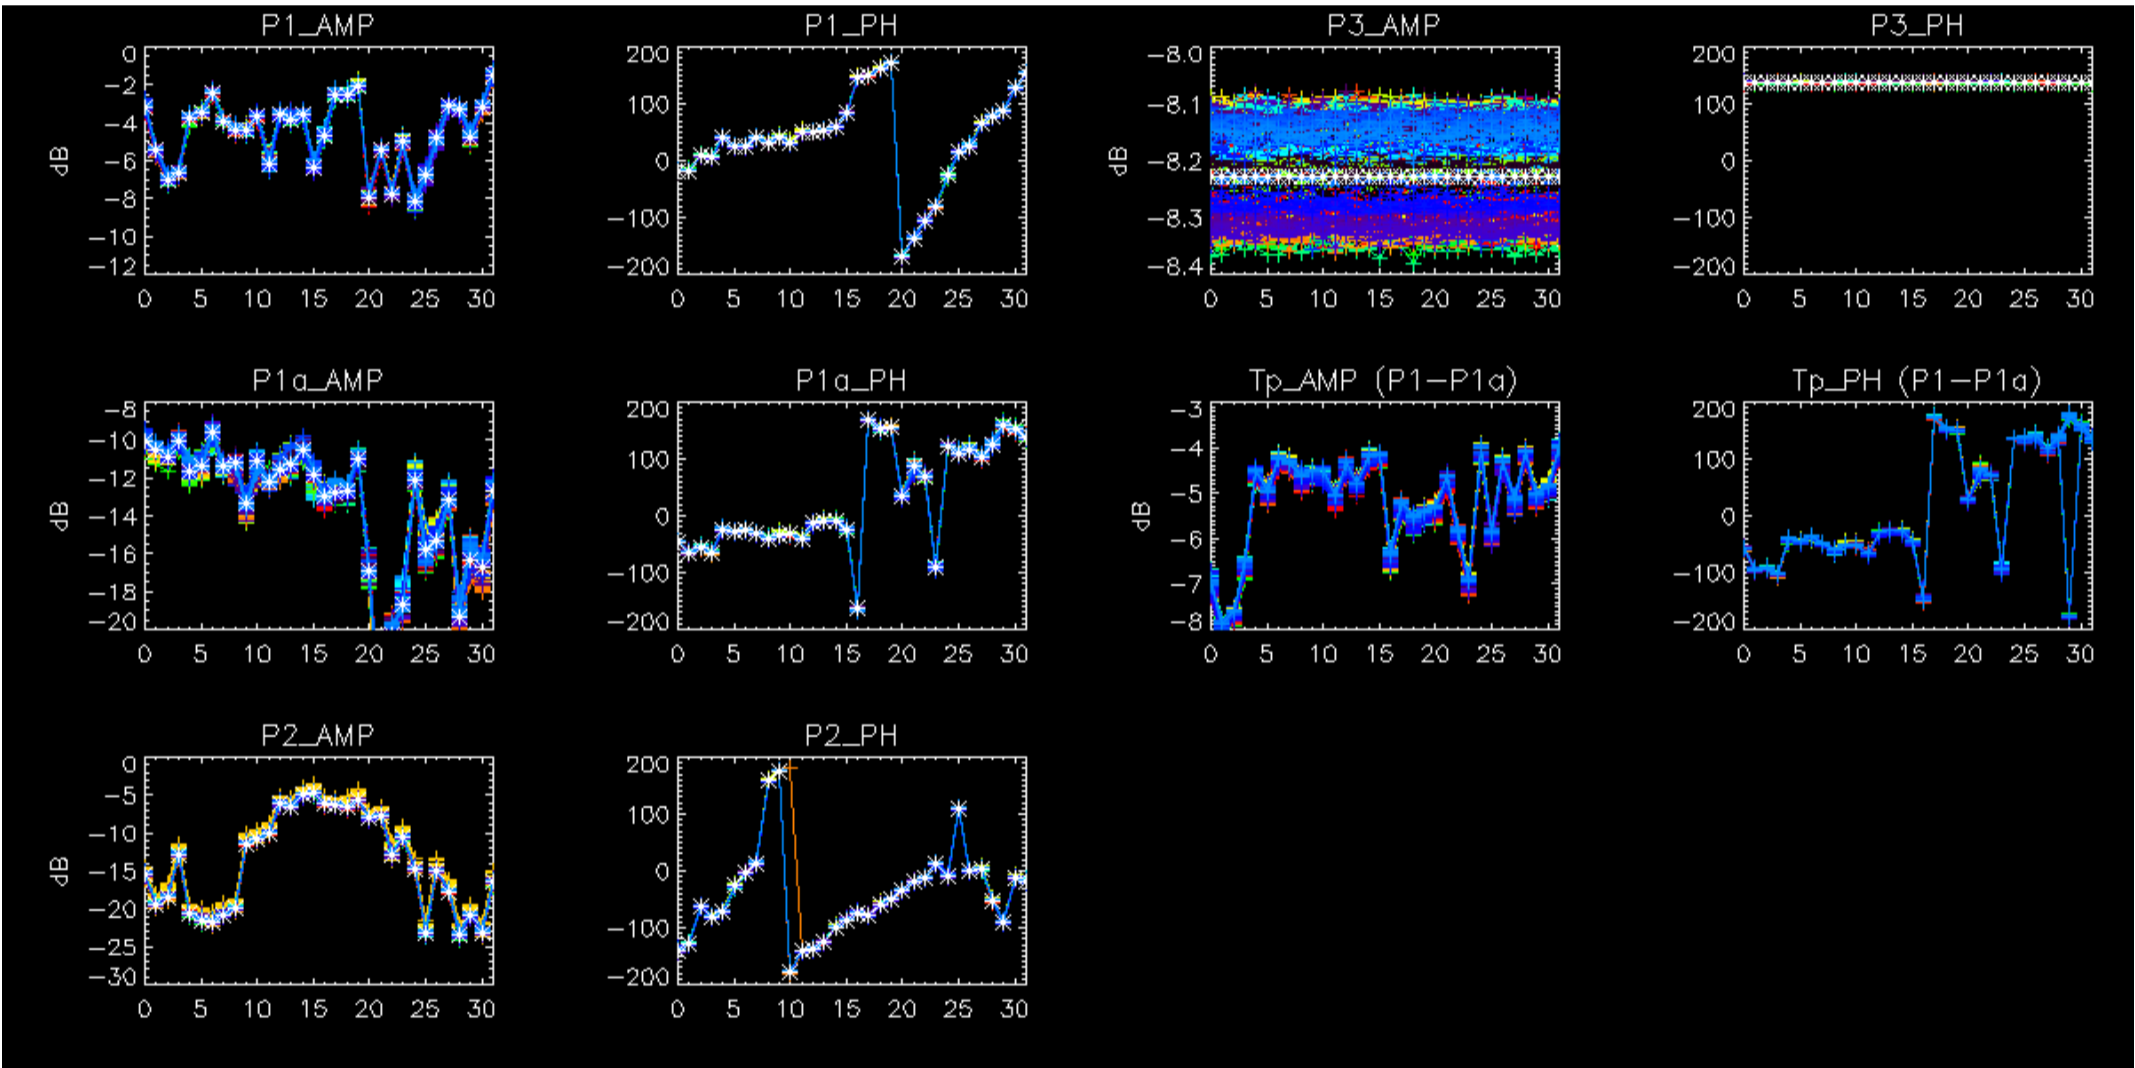 P1_AMP
0
−2
−4
−6
−8
−10
−12
dB
0 5 10 15 20 25 30
P1_PH
200
100
0
−100
−200
0 5 10 15 20 25 30
P3_AMP
−8.0
−8.1
−8.2
−8.3
−8.4
dB
0 5 10 15 20 25 30
P3_PH
200
100
0
−100
−200
0 5 10 15 20 25 30
P1a_AMP
−8
−10
−12
−14
−16
−18
−20
dB
0 5 10 15 20 25 30
P1a_PH
200
100
0
−100
−200
0 5 10 15 20 25 30
Tp_AMP (P1−P1a)
−3
−4
−5
−6
−7
−8
dB
0 5 10 15 20 25 30
Tp_PH (P1−P1a)
200
100
0
−100
−200
0 5 10 15 20 25 30
P2_AMP
0
−5
−10
−15
−20
−25
−30
dB
0 5 10 15 20 25 30
P2_PH
200
100
0
−100
−200
0 5 10 15 20 25 30